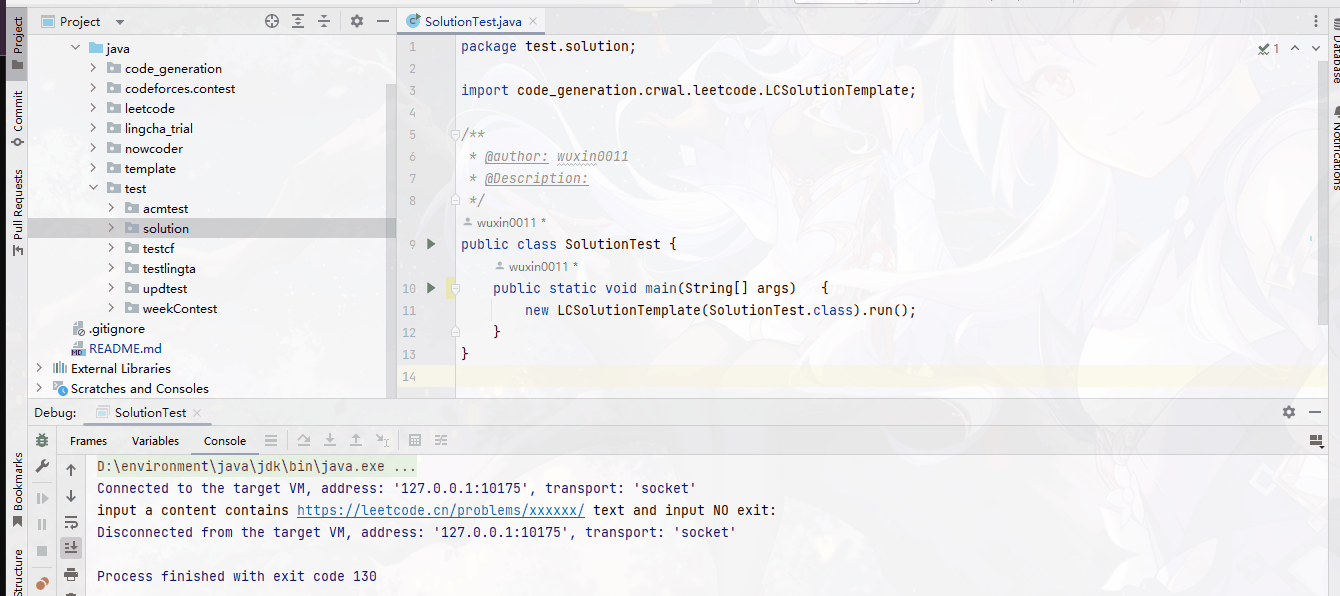 Project
SolutionTest.java
java
code_generation
codeforces.contest
leetcode
lingcha_trial
nowcoder
template
test
acmtest
solution
testcf
testlingta
updtest
weekContest
.gitignore
README.md
External Libraries
Scratches and Consoles
Project
Commit
Pull Requests
Bookmarks
Structure
1 package test.solution;
2
3 import code_generation.crwal.leetcode.LCSolutionTemplate;
4
5 /**
6 * @author: wuxin0011
7 * @Description:
8 */
wuxin0011 *
9 public class SolutionTest {
wuxin0011 *
10 public static void main(String[] args)   {
11 new LCSolutionTemplate(SolutionTest.class).run();
12 }
13 }
14
1
Database
Notifications
Debug: SolutionTest
Frames Variables Console
D:\environment\java\jdk\bin\java.exe ...
Connected to the target VM, address: '127.0.0.1:10175', transport: 'socket'
input a content contains https://leetcode.cn/problems/xxxxxx/ text and input NO exit:
Disconnected from the target VM, address: '127.0.0.1:10175', transport: 'socket'
Process finished with exit code 130